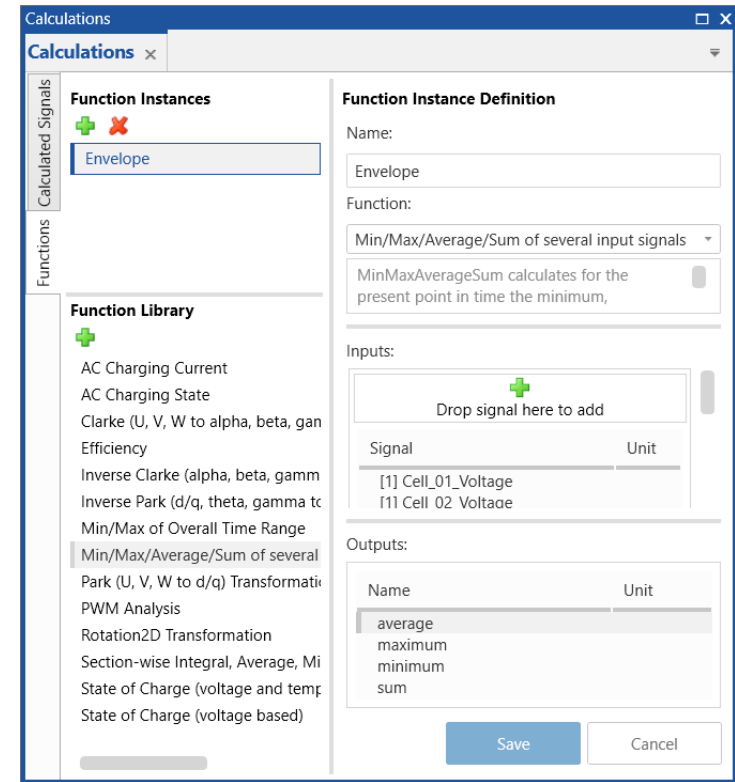 Calculations
Calculations
Calculated Signals
Functions
Function Instances
Envelope
Function Library
AC Charging Current
AC Charging State
Clarke (U, V, W to alpha, beta, gan
Efficiency
Inverse Clarke (alpha, beta, gamm
Inverse Park (d/q, theta, gamma to
Min/Max of Overall Time Range
Min/Max/Average/Sum of several
Park (U, V, W to d/q) Transformati
PWM Analysis
Rotation2D Transformation
Section-wise Integral, Average, Mi
State of Charge (voltage and temp
State of Charge (voltage based)
Function Instance Definition
Name:
Envelope
Function:
Min/Max/Average/Sum of several input signals
MinMaxAverageSum calculates for the
present point in time the minimum,
Inputs:
Drop signal here to add
Signal Unit
[1] Cell_01_Voltage
[1] Cell_02_Voltage
Outputs:
Name Unit
average
maximum
minimum
sum
Save Cancel